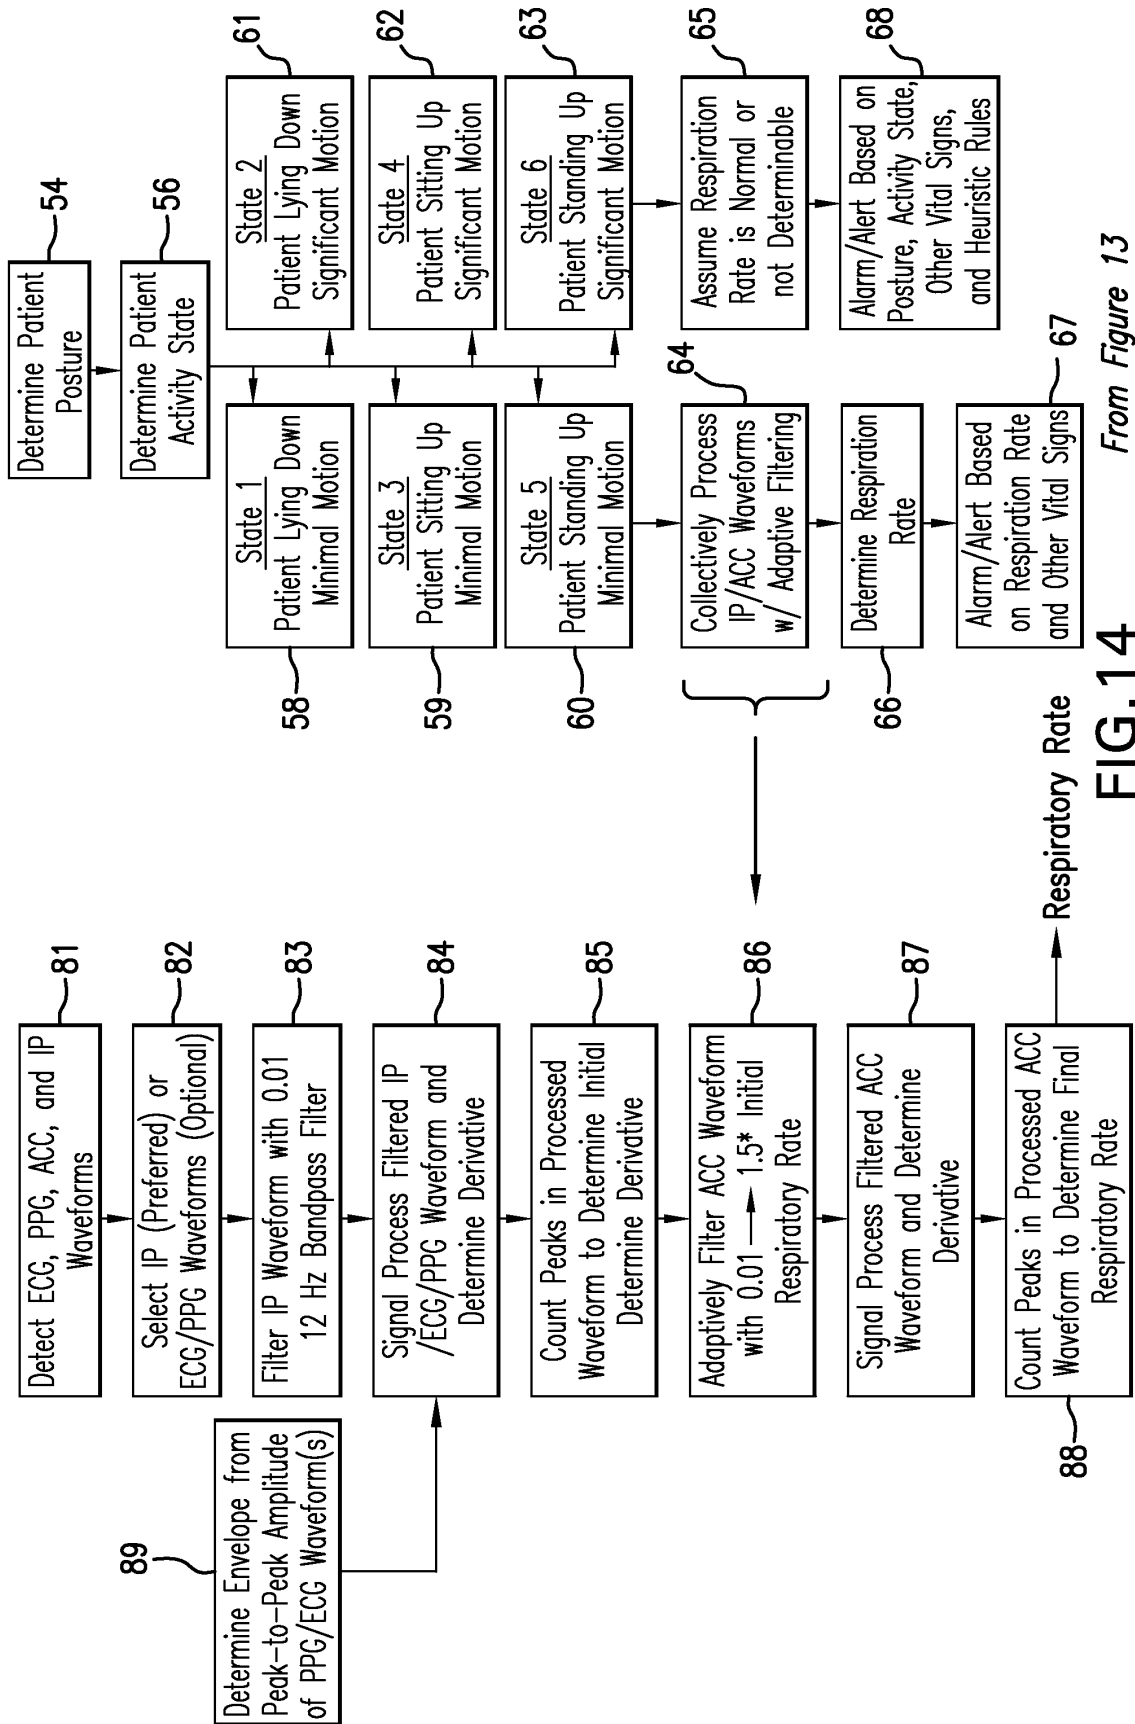 89
Determine Envelope from
Peak-to-Peak Amplitude
of PPG/ECG Waveform(s)
Detect ECG, PPG, ACC, and IP
Waveforms
81
Select IP (Preferred) or
ECG/PPG Waveforms (Optional)
82
Filter IP Waveform with 0.01
12 Hz Bandpass Filter
83
Signal Process Filtered IP
/ECG/PPG Waveform and
Determine Derivative
84
Count Peaks in Processed
Waveform to Determine Initial
Determine Derivative
85
Adaptively Filter ACC Waveform
with 0.01 → 1.5* Initial
Respiratory Rate
86
Signal Process Filtered ACC
Waveform and Determine
Derivative
87
Count Peaks in Processed ACC
Waveform to Determine Final
Respiratory Rate
88
Respiratory Rate
Determine Patient
Posture
54
Determine Patient
Activity State
56
State 1
Patient Lying Down
Minimal Motion
58
State 2
Patient Lying Down
Significant Motion
61
State 3
Patient Sitting Up
Minimal Motion
59
State 4
Patient Sitting Up
Significant Motion
62
State 5
Patient Standing Up
Minimal Motion
60
State 6
Patient Standing Up
Significant Motion
63
Collectively Process
IP/ACC Waveforms
w/ Adaptive Filtering
64
Assume Respiration
Rate is Normal or
not Determinable
65
Determine Respiration
Rate
66
Alarm/Alert Based
on Respiration Rate
and Other Vital Signs
67
Alarm/Alert Based on
Posture, Activity State,
Other Vital Signs,
and Heuristic Rules
68
From Figure 13
FIG.14